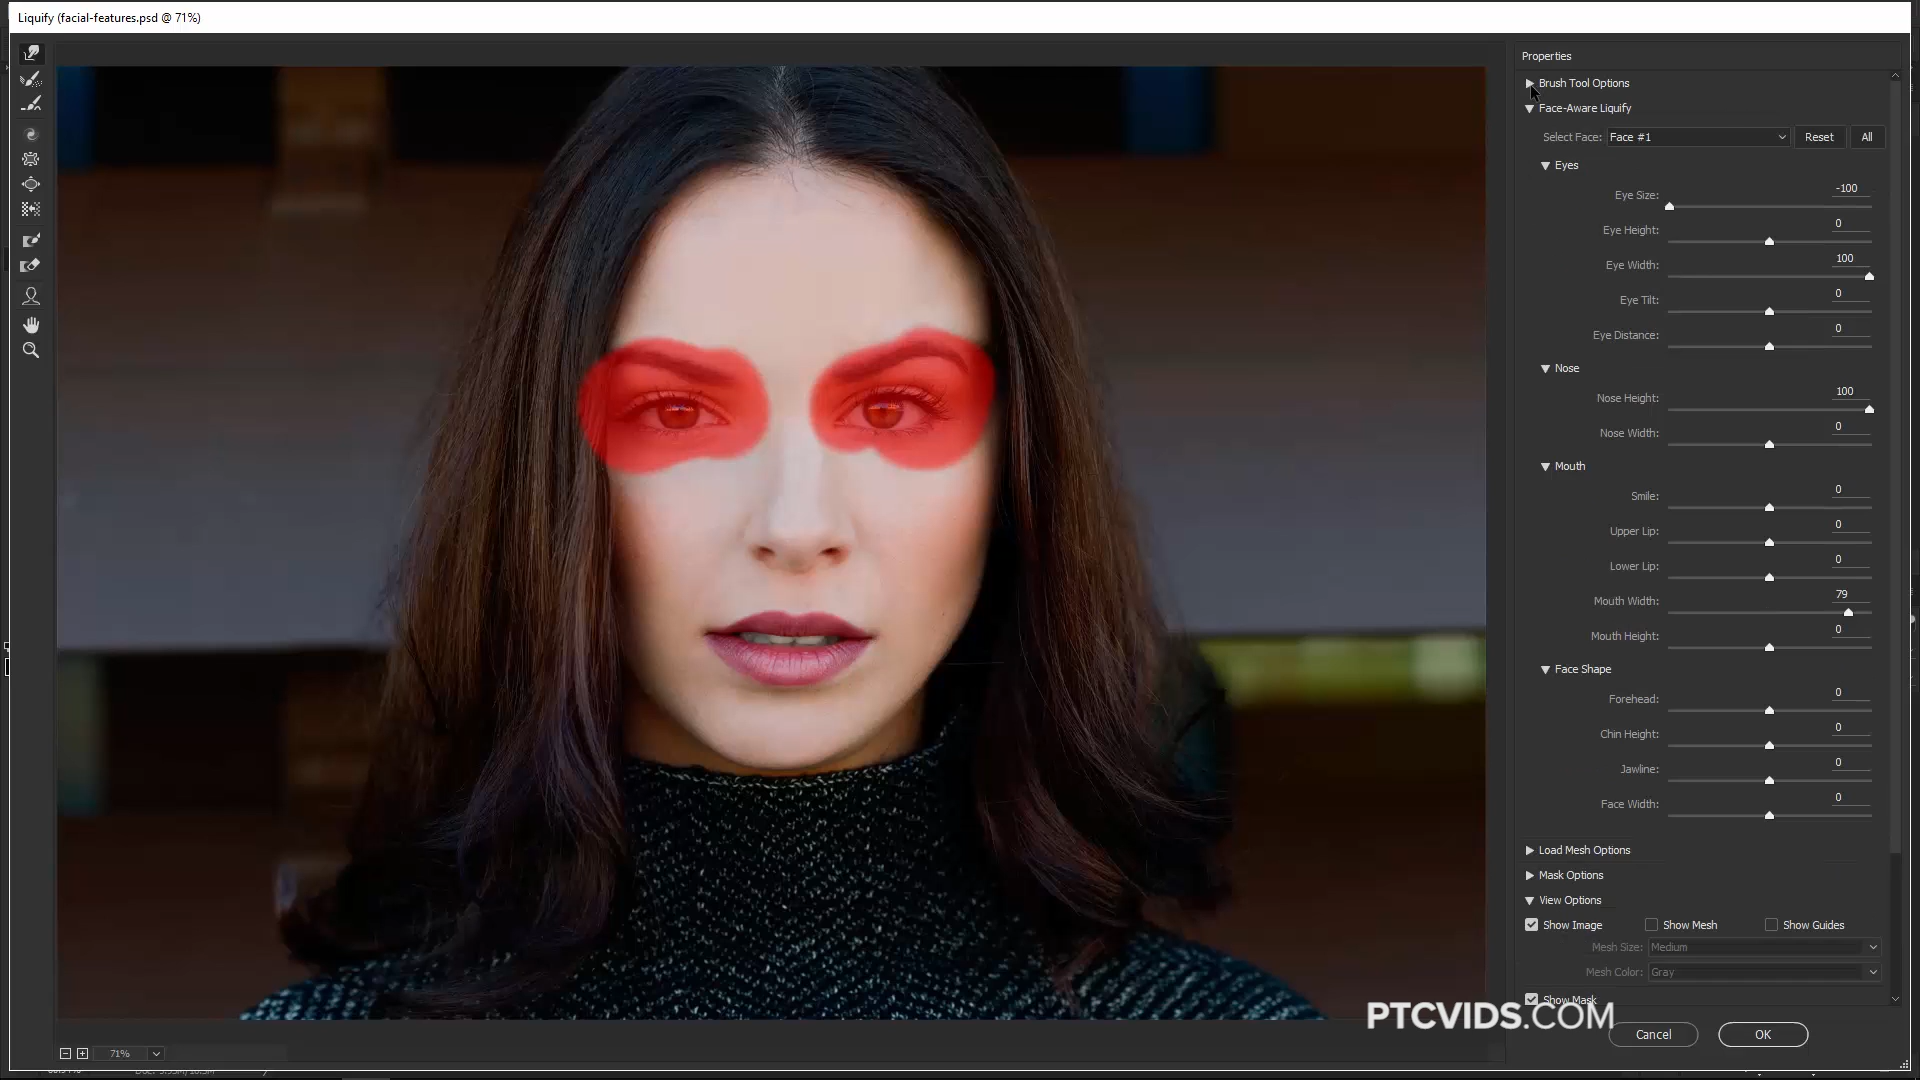 Liquify (facial-features.psd @ 71%)
Properties
Brush Tool Options
Face-Aware Liquify
Select Face: Face #1 Reset All
Eyes
Eye Size: -100
Eye Height: 0
Eye Width: 100
Eye Tilt: 0
Eye Distance: 0
Nose
Nose Height: 100
Nose Width: 0
Mouth
Smile: 0
Upper Lip: 0
Lower Lip: 0
Mouth Width: 79
Mouth Height: 0
Face Shape
Forehead: 0
Chin Height: 0
Jawline: 0
Face Width: 0
Load Mesh Options
Mask Options
View Options
Show Image Show Mesh Show Guides
Mesh Size: Medium
Mesh Color: Gray
Show Mask
PTCVIDS.COM
Cancel OK
71%